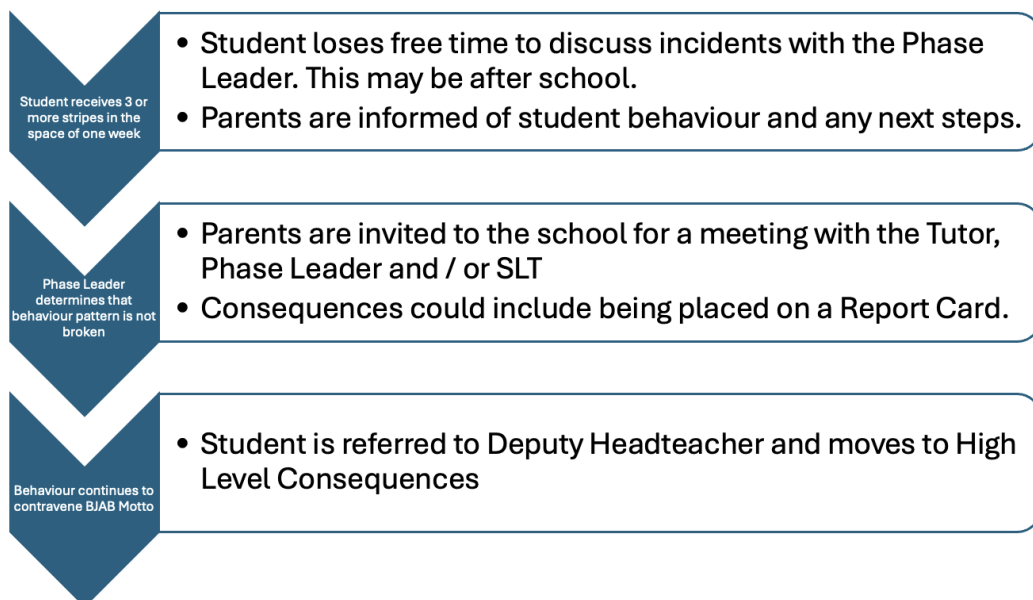 Student receives 3 or
more stripes in the
space of one week
• Student loses free time to discuss incidents with the Phase
Leader. This may be after school.
• Parents are informed of student behaviour and any next steps.
Phase Leader
determines that
behaviour pattern is not
broken
• Parents are invited to the school for a meeting with the Tutor,
Phase Leader and / or SLT
• Consequences could include being placed on a Report Card.
Behaviour continues to
contravene BJAB Motto
• Student is referred to Deputy Headteacher and moves to High
Level Consequences